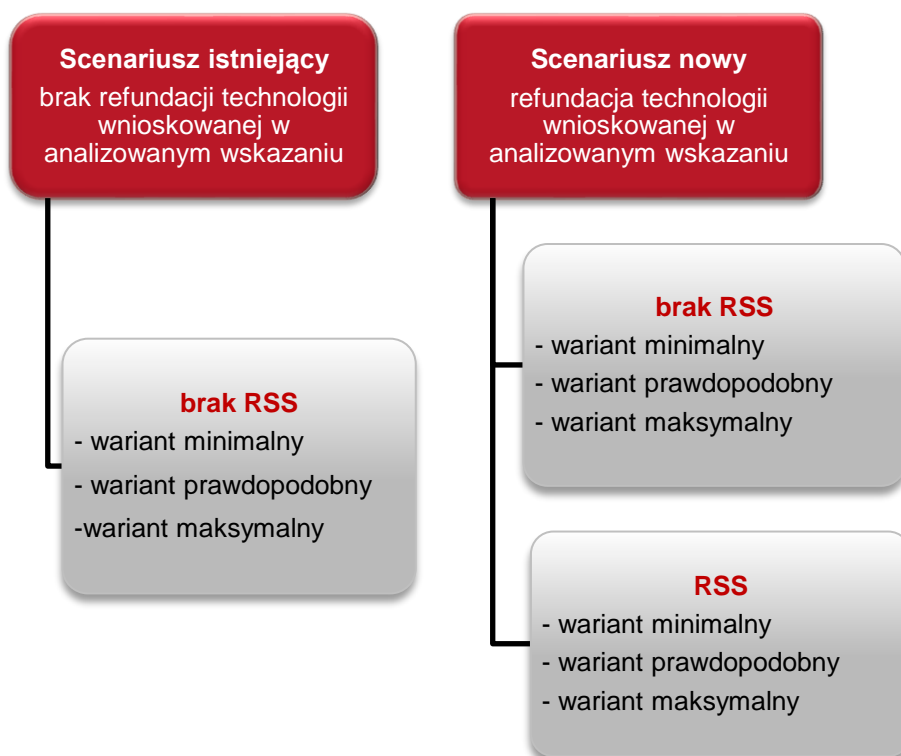 Scenariusz istniejący
brak refundacji technologii
wnioskowanej w
analizowanym wskazaniu
brak RSS
- wariant minimalny
- wariant prawdopodobny
-wariant maksymalny
Scenariusz nowy
refundacja technologii
wnioskowanej w
analizowanym wskazaniu
brak RSS
- wariant minimalny
- wariant prawdopodobny
- wariant maksymalny
RSS
- wariant minimalny
- wariant prawdopodobny
- wariant maksymalny